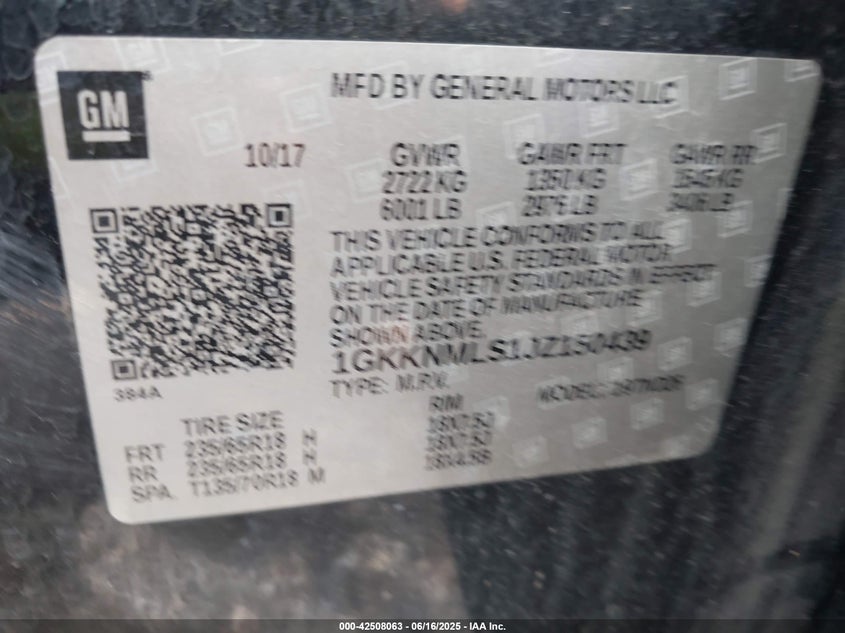 GM
MFD BY GENERAL MOTORS LLC
10/17 GVWR GAWR FRT GAWR RR
2722 KG 1350 KG 1545 KG
6001 LB 2976 LB 3406 LB
THIS VEHICLE CONFORMS TO ALL
APPLICABLE U.S. FEDERAL MOTOR
VEHICLE SAFETY STANDARDS IN EFFECT
ON THE DATE OF MANUFACTURE
SHOWN ABOVE.
1GKKNMLS1JZ150439
TYPE: M.P.V. MODEL:
384A
TIRE SIZE RIM
FRT 235/65R18 H 18X7.5J
RR 235/65R18 H 18X7.5J
SPA. T135/70R18 M 18X4.5B
000-42508063 - 06/16/2025 - IAA Inc.